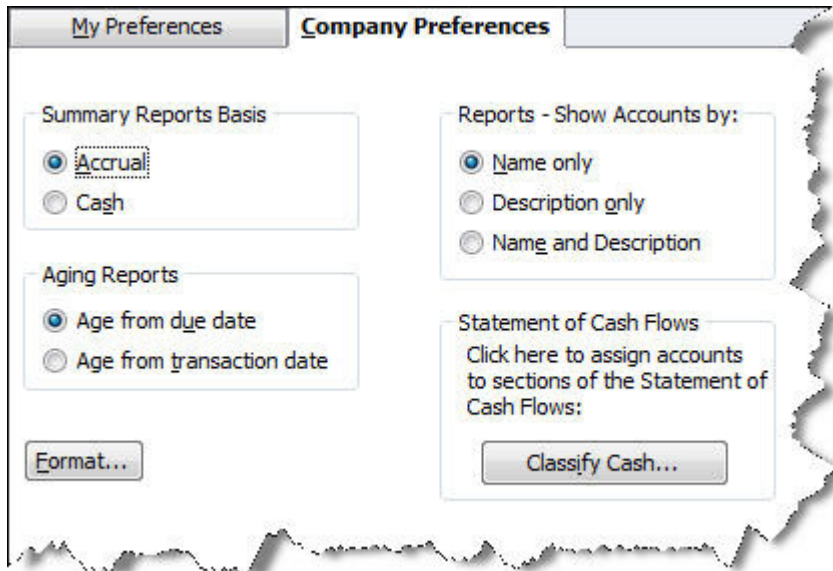 My Preferences
Company Preferences
Summary Reports Basis
Accrual
Cash
Aging Reports
Age from due date
Age from transaction date
Format...
Reports - Show Accounts by:
Name only
Description only
Name and Description
Statement of Cash Flows
Click here to assign accounts
to sections of the Statement of
Cash Flows:
Classify Cash...